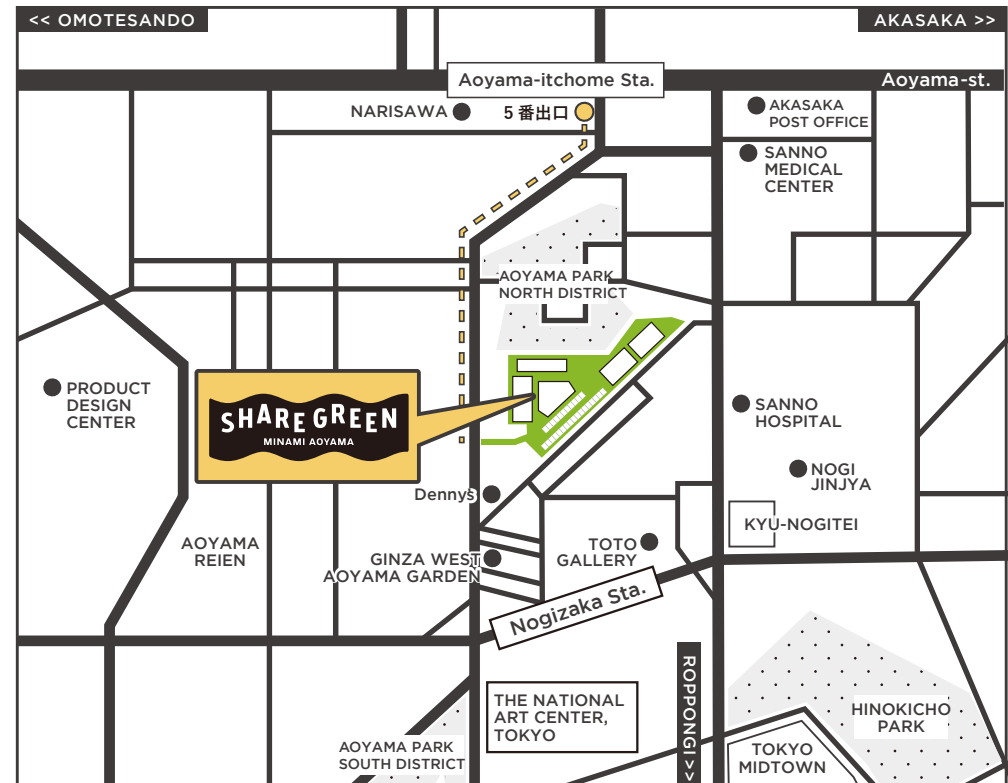 << OMOTESANDO
AKASAKA >>
Aoyama-itchome Sta.
Aoyama-st.
NARISAWA
5 番出口
AKASAKA
POST OFFICE
SANNO
MEDICAL
CENTER
AOYAMA PARK
NORTH DISTRICT
PRODUCT
DESIGN
CENTER
SHARE GREEN
MINAMI AOYAMA
SANNO
HOSPITAL
NOGI
JINJYA
Dennys
KYU-NOGITEI
AOYAMA
REIEN
GINZA WEST
AOYAMA GARDEN
TOTO
GALLERY
Nogizaka Sta.
ROPPONGI >>
THE NATIONAL
ART CENTER,
TOKYO
HINOKICHO
PARK
AOYAMA PARK
SOUTH DISTRICT
TOKYO
MIDTOWN